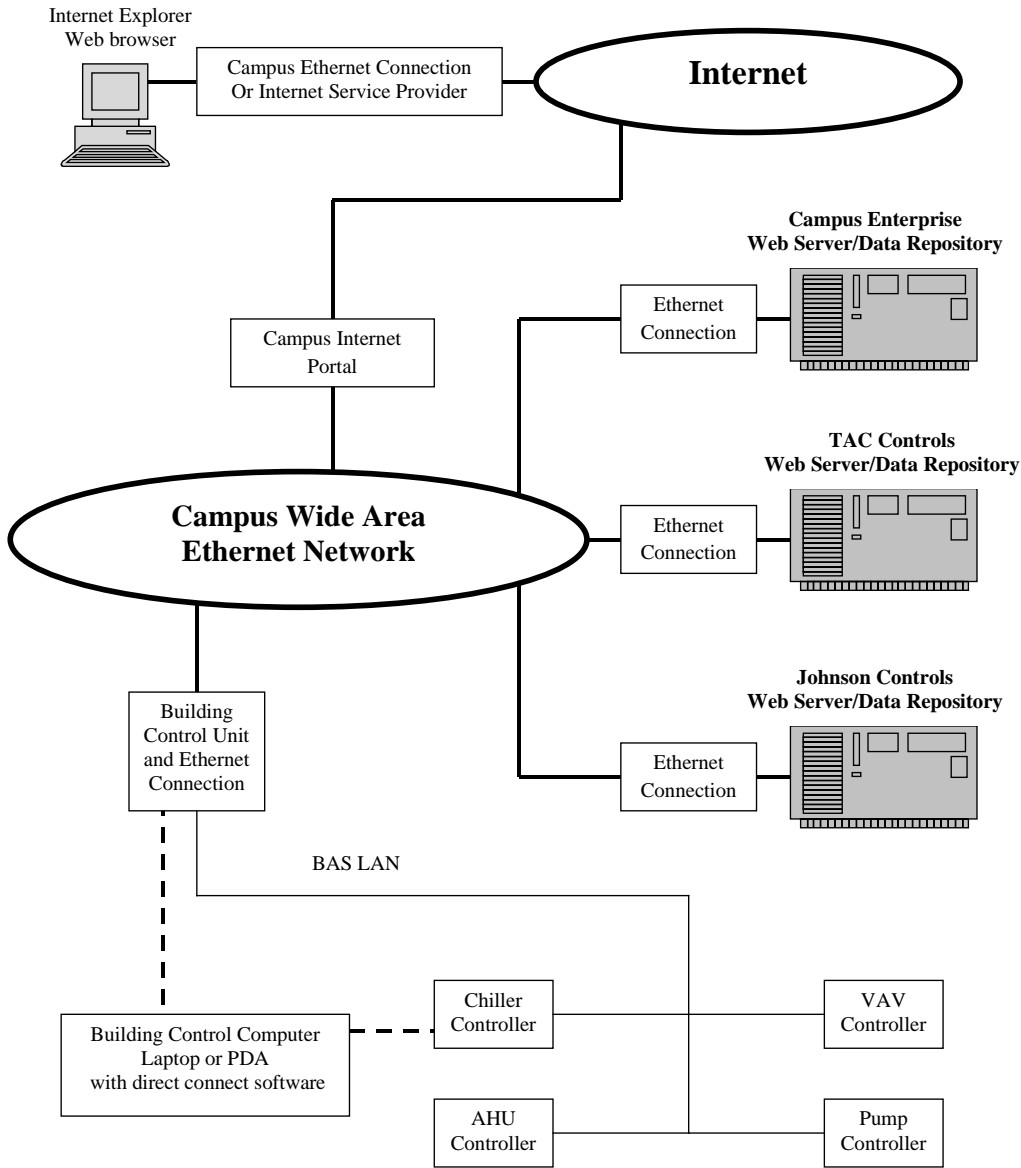 Internet Explorer
Web browser
Campus Ethernet Connection
Or Internet Service Provider
Internet
Campus Enterprise
Web Server/Data Repository
Ethernet
Connection
Campus Internet
Portal
TAC Controls
Web Server/Data Repository
Campus Wide Area
Ethernet Network
Ethernet
Connection
Johnson Controls
Web Server/Data Repository
Building
Control Unit
and Ethernet
Connection
Ethernet
Connection
BAS LAN
Chiller
Controller
VAV
Controller
Building Control Computer
Laptop or PDA
with direct connect software
AHU
Controller
Pump
Controller